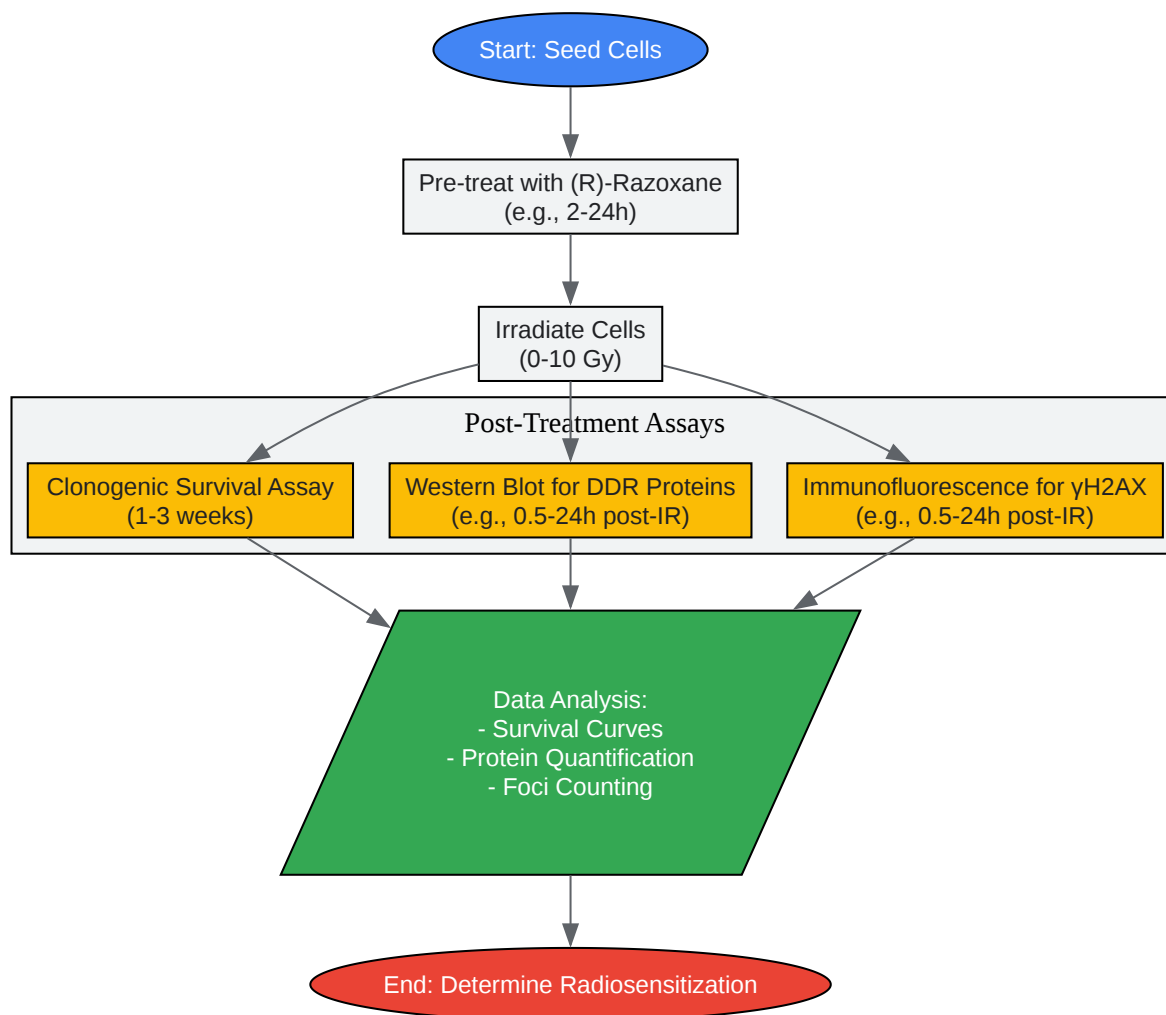 Start: Seed Cells
Pre-treat with (R)-Razoxane
(e.g., 2-24h)
Irradiate Cells
(0-10 Gy)
Post-Treatment Assays
Clonogenic Survival Assay
(1-3 weeks)
Western Blot for DDR Proteins
(e.g., 0.5-24h post-IR)
Immunofluorescence for γH2AX
(e.g., 0.5-24h post-IR)
Data Analysis:
- Survival Curves
- Protein Quantification
- Foci Counting
End: Determine Radiosensitization